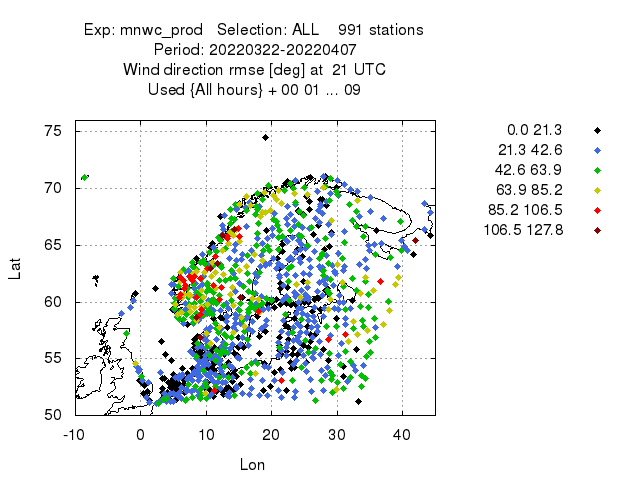 Exp: mnwc_prod Selection: ALL 991 stations
Period: 20220322-20220407
Wind direction rmse [deg] at 21 UTC
Used {All hours} + 00 01 ... 09
75
70
65
60
55
50
Lat
-10 0 10 20 30 40
Lon
0.0 21.3
21.3 42.6
42.6 63.9
63.9 85.2
85.2 106.5
106.5 127.8